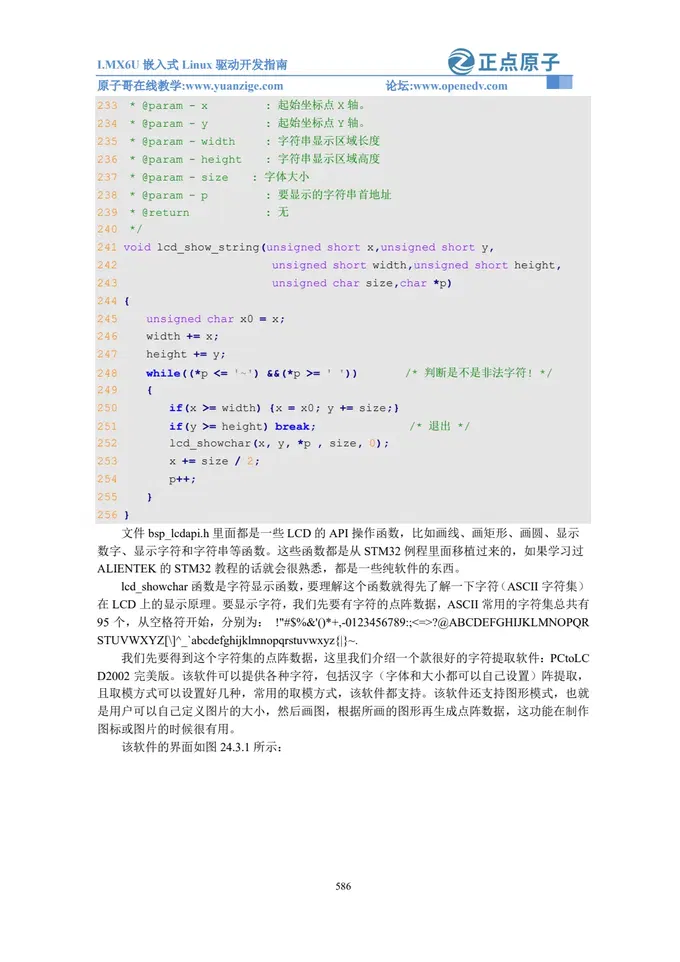 I.MX6U 嵌入式 Linux 驱动开发指南
正点原子
原子哥在线教学:www.yuanzige.com 论坛:www.openedv.com
233 * @param - x : 起始坐标点 X 轴。
234 * @param - y : 起始坐标点 Y 轴。
235 * @param - width : 字符串显示区域长度
236 * @param - height : 字符串显示区域高度
237 * @param - size : 字体大小
238 * @param - p : 要显示的字符串首地址
239 * @return : 无
240 */
241 void lcd_show_string(unsigned short x,unsigned short y,
242 unsigned short width,unsigned short height,
243 unsigned char size,char *p)
244 {
245 unsigned char x0 = x;
246 width += x;
247 height += y;
248 while((*p <= '~') &&(*p >= ' ')) /* 判断是不是非法字符! */
249 {
250 if(x >= width) {x = x0; y += size;}
251 if(y >= height) break; /* 退出 */
252 lcd_showchar(x, y, *p , size, 0);
253 x += size / 2;
254 p++;
255 }
256 }
文件 bsp_lcdapi.h 里面都是一些 LCD 的 API 操作函数，比如画线、画矩形、画圆、显示
数字、显示字符和字符串等函数。这些函数都是从 STM32 例程里面移植过来的，如果学习过
ALIENTEK 的 STM32 教程的话就会很熟悉，都是一些纯软件的东西。
lcd_showchar 函数是字符显示函数，要理解这个函数就得先了解一下字符（ASCII 字符集）
在 LCD 上的显示原理。要显示字符，我们先要有字符的点阵数据，ASCII 常用的字符集总共有
95 个，从空格符开始，分别为： !"#$%&'()*+,-0123456789:;<=>?@ABCDEFGHIJKLMNOPQR
STUVWXYZ[\]^_`abcdefghijklmnopqrstuvwxyz{|}~.
我们先要得到这个字符集的点阵数据，这里我们介绍一个款很好的字符提取软件：PCtoLC
D2002 完美版。该软件可以提供各种字符，包括汉字（字体和大小都可以自己设置）阵提取，
且取模方式可以设置好几种，常用的取模方式，该软件都支持。该软件还支持图形模式，也就
是用户可以自己定义图片的大小，然后画图，根据所画的图形再生成点阵数据，这功能在制作
图标或图片的时候很有用。
该软件的界面如图 24.3.1 所示：
586